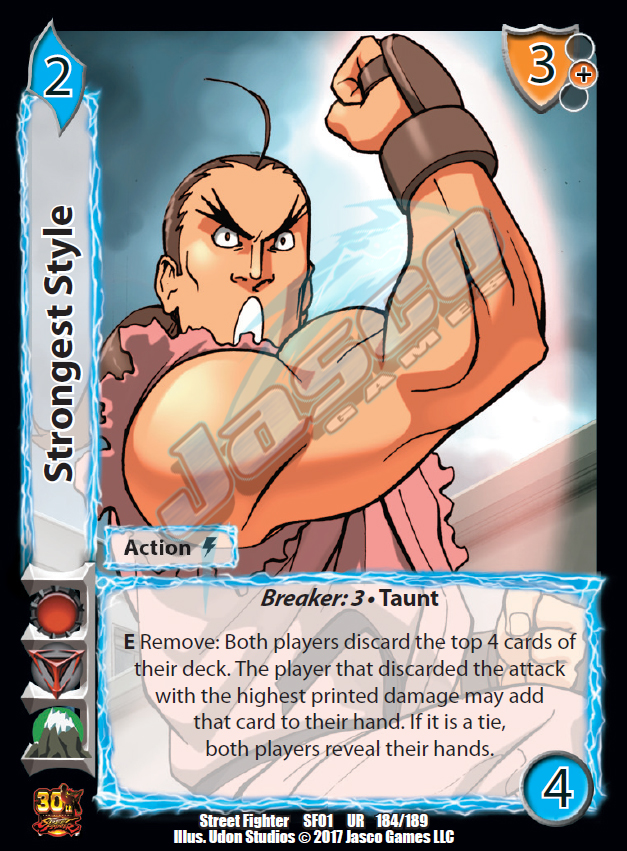 2
3
+
Strongest Style
Jasco
GAMES
Action
Breaker: 3 • Taunt
E Remove: Both players discard the top 4 cards of
their deck. The player that discarded the attack
with the highest printed damage may add
that card to their hand. If it is a tie,
both players reveal their hands.
30th
STREET FIGHTER
4
Street Fighter SF01 UR 184/189
Illus. Udon Studios © 2017 Jasco Games LLC